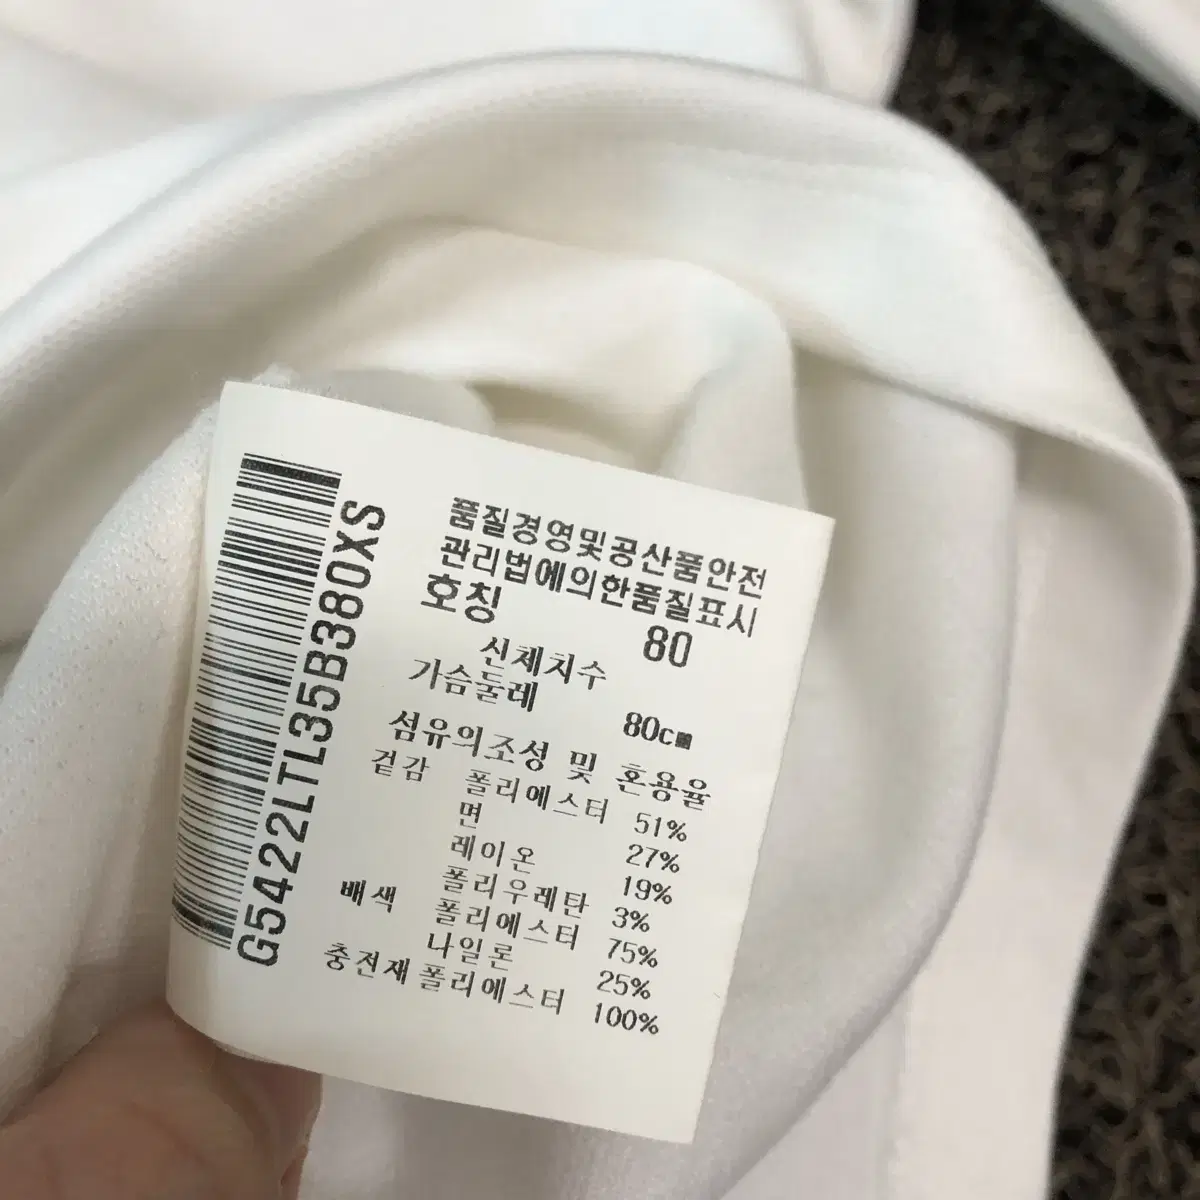 G5422LTL35B380XS
품질경영및공산품안전
관리법에의한품질표시
호칭 80
신체치수
가슴둘레 80cm
섬유의조성 및 혼용율
겉감 폴리에스터 51%
면 27%
레이온 19%
폴리우레탄 3%
배색 폴리에스터 75%
나일론 25%
충전재 폴리에스터 100%